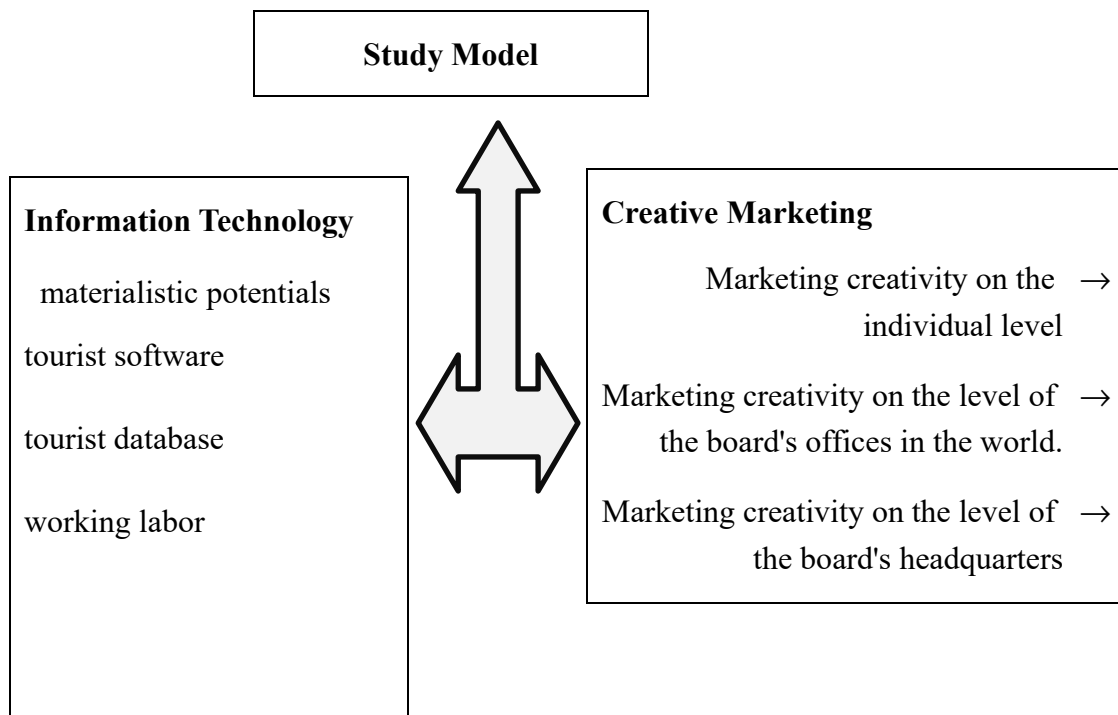 Study Model
Information Technology
materialistic potentials
tourist software
tourist database
working labor
Creative Marketing
Marketing creativity on the →
individual level
Marketing creativity on the level of →
the board's offices in the world.
Marketing creativity on the level of →
the board's headquarters